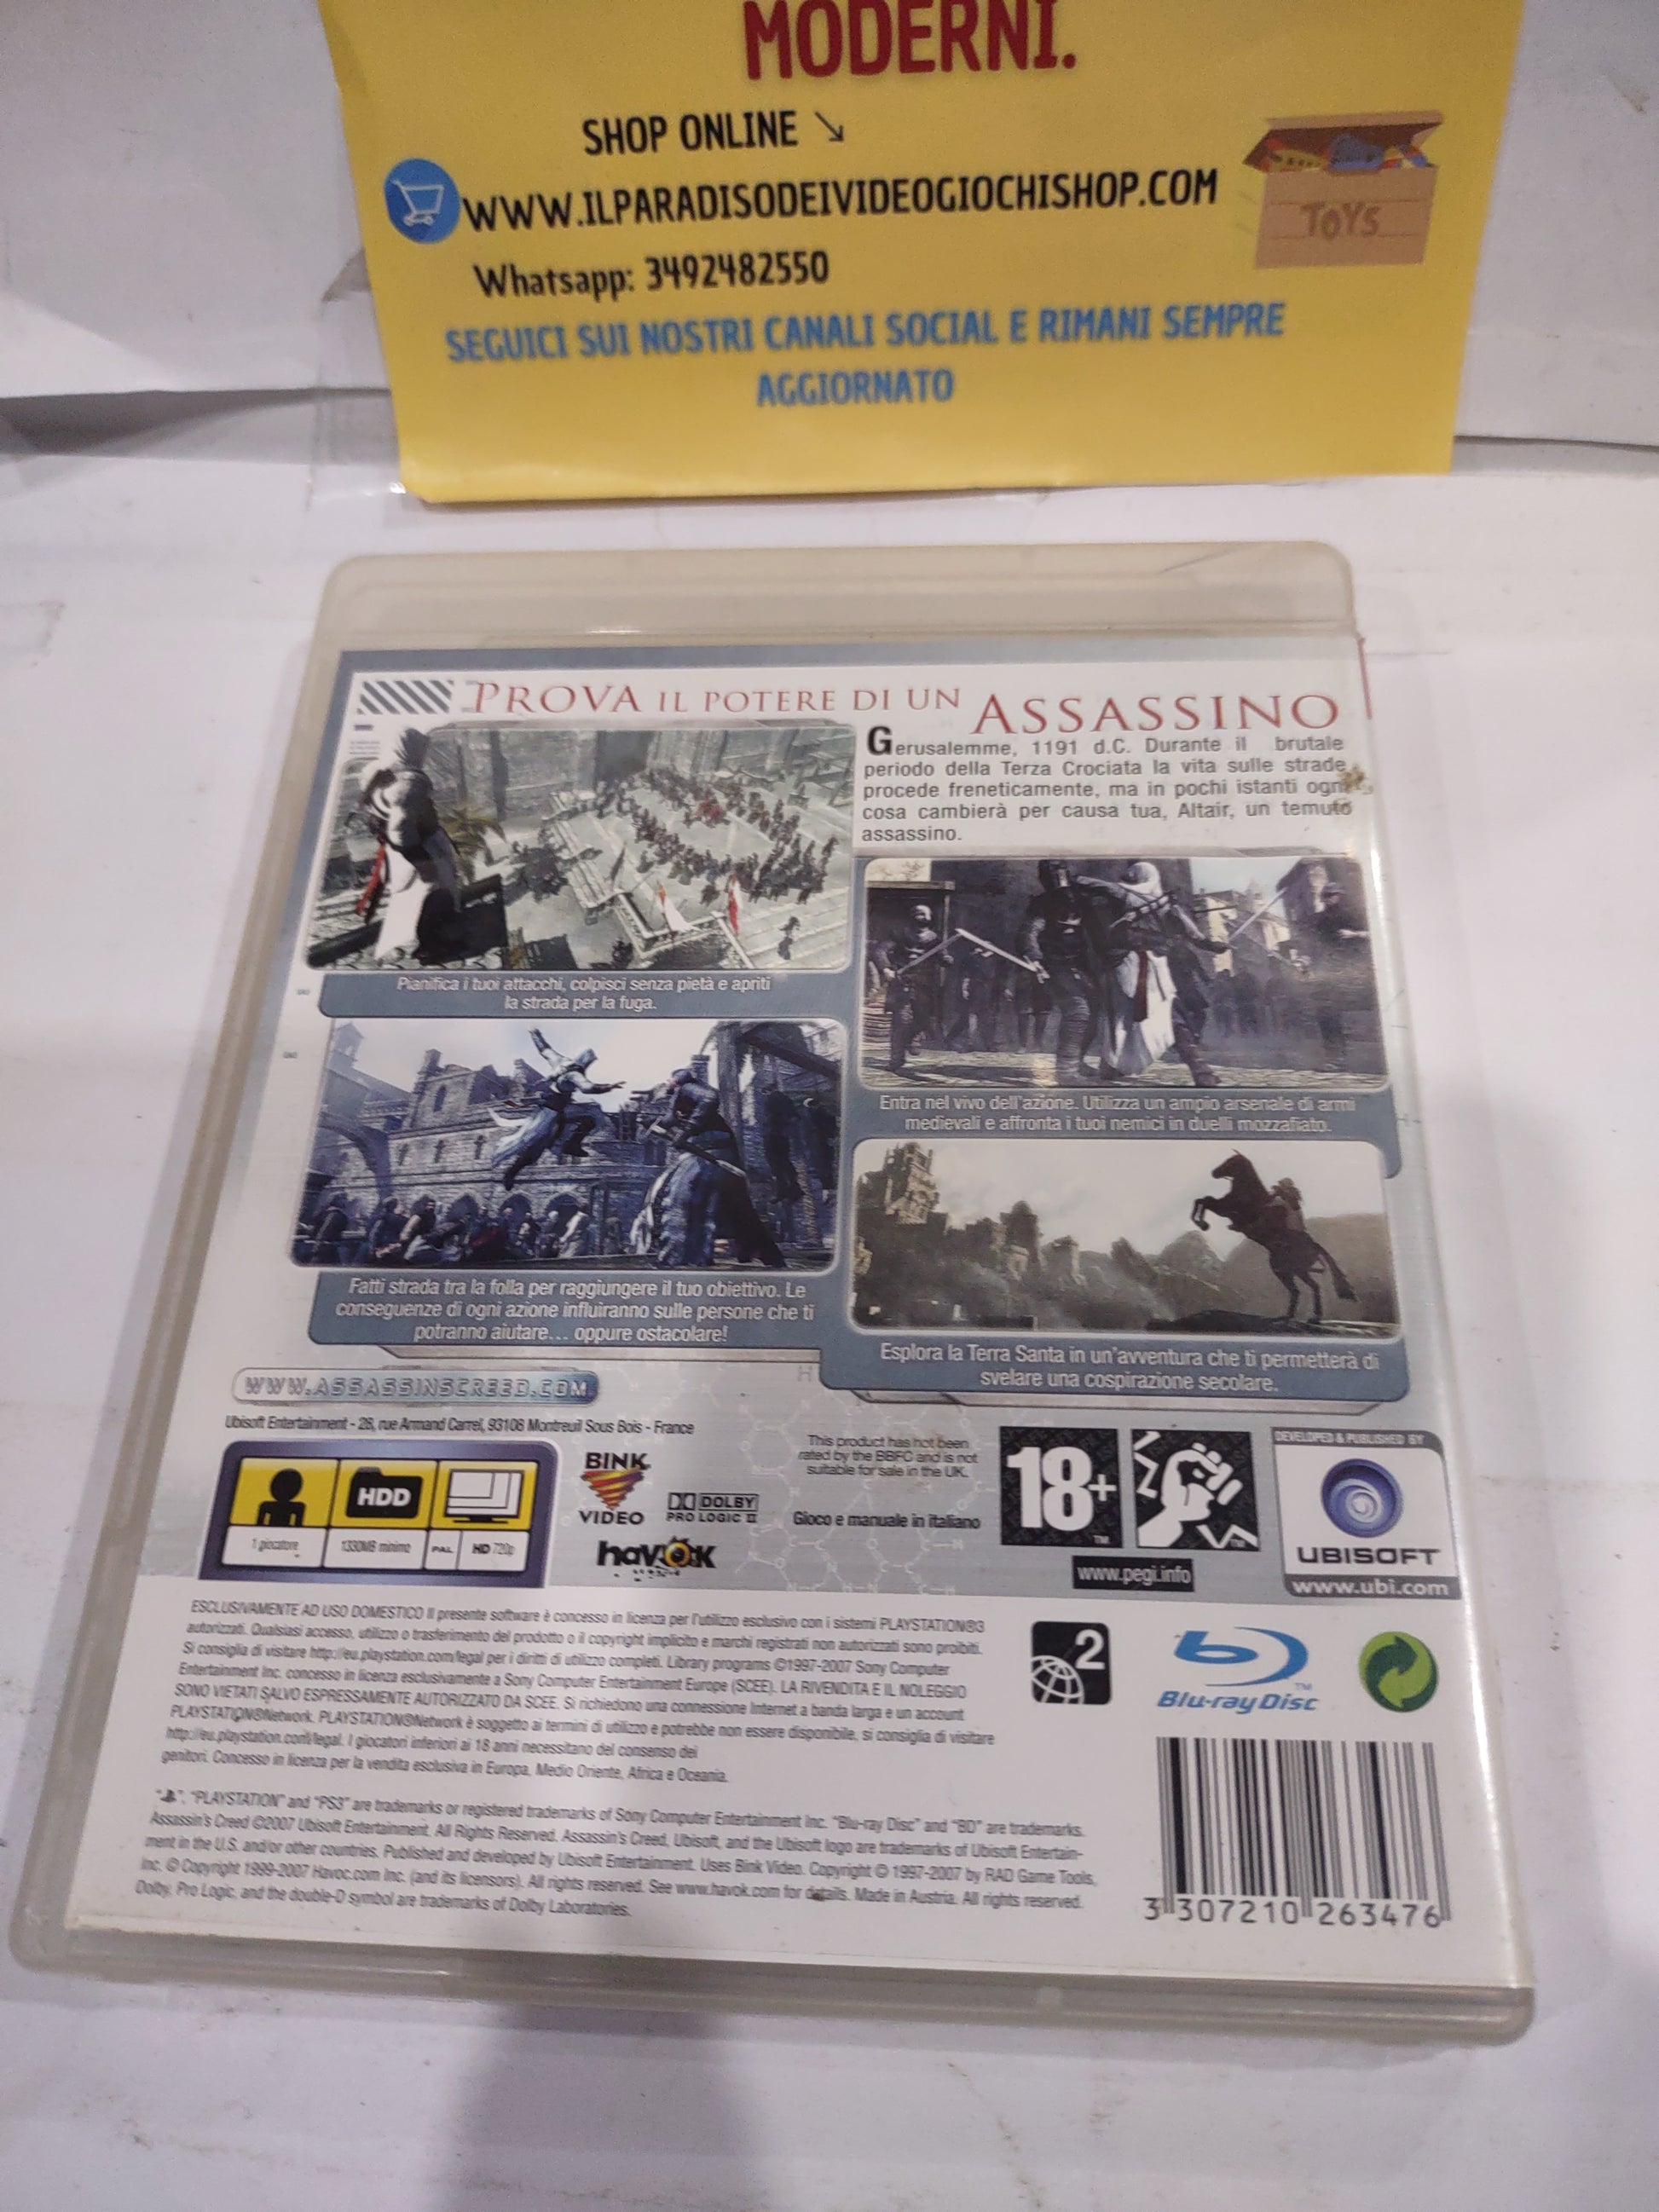 MODERNI.
SHOP ONLINE ↘
WWW.ILPARADISODEIVIDEOGIOCHISHOP.COM
TOYS
Whatsapp: 3492482550
SEGUICI SUI NOSTRI CANALI SOCIAL E RIMANI SEMPRE
AGGIORNATO
PROVA IL POTERE DI UN ASSASSINO
Gerusalemme, 1191 d.C. Durante il brutale
periodo della Terza Crociata la vita sulle strade
procede freneticamente, ma in pochi istanti ogni
cosa cambierà per causa tua, Altair, un temuto
assassino.
Pianifica i tuoi attacchi, colpisci senza pietà e apriti
la strada per la fuga.
Entra nel vivo dell'azione. Utilizza un ampio arsenale di armi
medievali e affronta i tuoi nemici in duelli mozzafiato.
Fatti strada tra la folla per raggiungere il tuo obiettivo. Le
conseguenze di ogni azione influiranno sulle persone che ti
potranno aiutare... oppure ostacolare!
Esplora la Terra Santa in un'avventura che ti permetterà di
svelare una cospirazione secolare.
WWW.ASSASSINSCREED.COM
Ubisoft Entertainment - 28, rue Armand Carrel, 93108 Montreuil Sous Bois - France
HDD
1 giocatore
1330MB minimo
PAL
HD 720p
BINK
VIDEO
DOLBY
PRO LOGIC II
havok
This product has not been
rated by the BBFC and is not
suitable for sale in the UK.
Gioco e manuale in italiano
18+
www.pegi.info
DEVELOPED & PUBLISHED BY
UBISOFT
www.ubi.com
ESCLUSIVAMENTE AD USO DOMESTICO Il presente software è concesso in licenza per l'utilizzo esclusivo con i sistemi PLAYSTATION®3
autorizzati. Qualsiasi accesso, utilizzo o trasferimento del prodotto o il copyright implicito e marchi registrati non autorizzati sono proibiti.
Si consiglia di visitare http://eu.playstation.com/legal per i diritti di utilizzo completi. Library programs ©1997-2007 Sony Computer
Entertainment Inc. concesso in licenza esclusivamente a Sony Computer Entertainment Europe (SCEE). LA RIVENDITA E IL NOLEGGIO
SONO VIETATI SALVO ESPRESSAMENTE AUTORIZZATO DA SCEE. Si richiedono una connessione Internet a banda larga e un account
PLAYSTATION®Network. PLAYSTATION®Network è soggetto ai termini di utilizzo e potrebbe non essere disponibile, si consiglia di visitare
http://eu.playstation.com/legal. I giocatori inferiori ai 18 anni necessitano del consenso dei
genitori. Concesso in licenza per la vendita esclusiva in Europa, Medio Oriente, Africa e Oceania.
2
Blu-ray Disc
TM
"", "PLAYSTATION" and "PS3" are trademarks or registered trademarks of Sony Computer Entertainment Inc. "Blu-ray Disc" and "BD" are trademarks.
Assassin's Creed ©2007 Ubisoft Entertainment. All Rights Reserved. Assassin's Creed, Ubisoft, and the Ubisoft logo are trademarks of Ubisoft Entertain-
ment in the U.S. and/or other countries. Published and developed by Ubisoft Entertainment. Uses Bink Video. Copyright © 1997-2007 by RAD Game Tools,
Inc. © Copyright 1999-2007 Havoc.com Inc. (and its licensors). All rights reserved. See www.havok.com for details. Made in Austria. All rights reserved.
Dolby, Pro Logic, and the double-D symbol are trademarks of Dolby Laboratories.
3 307210 263476